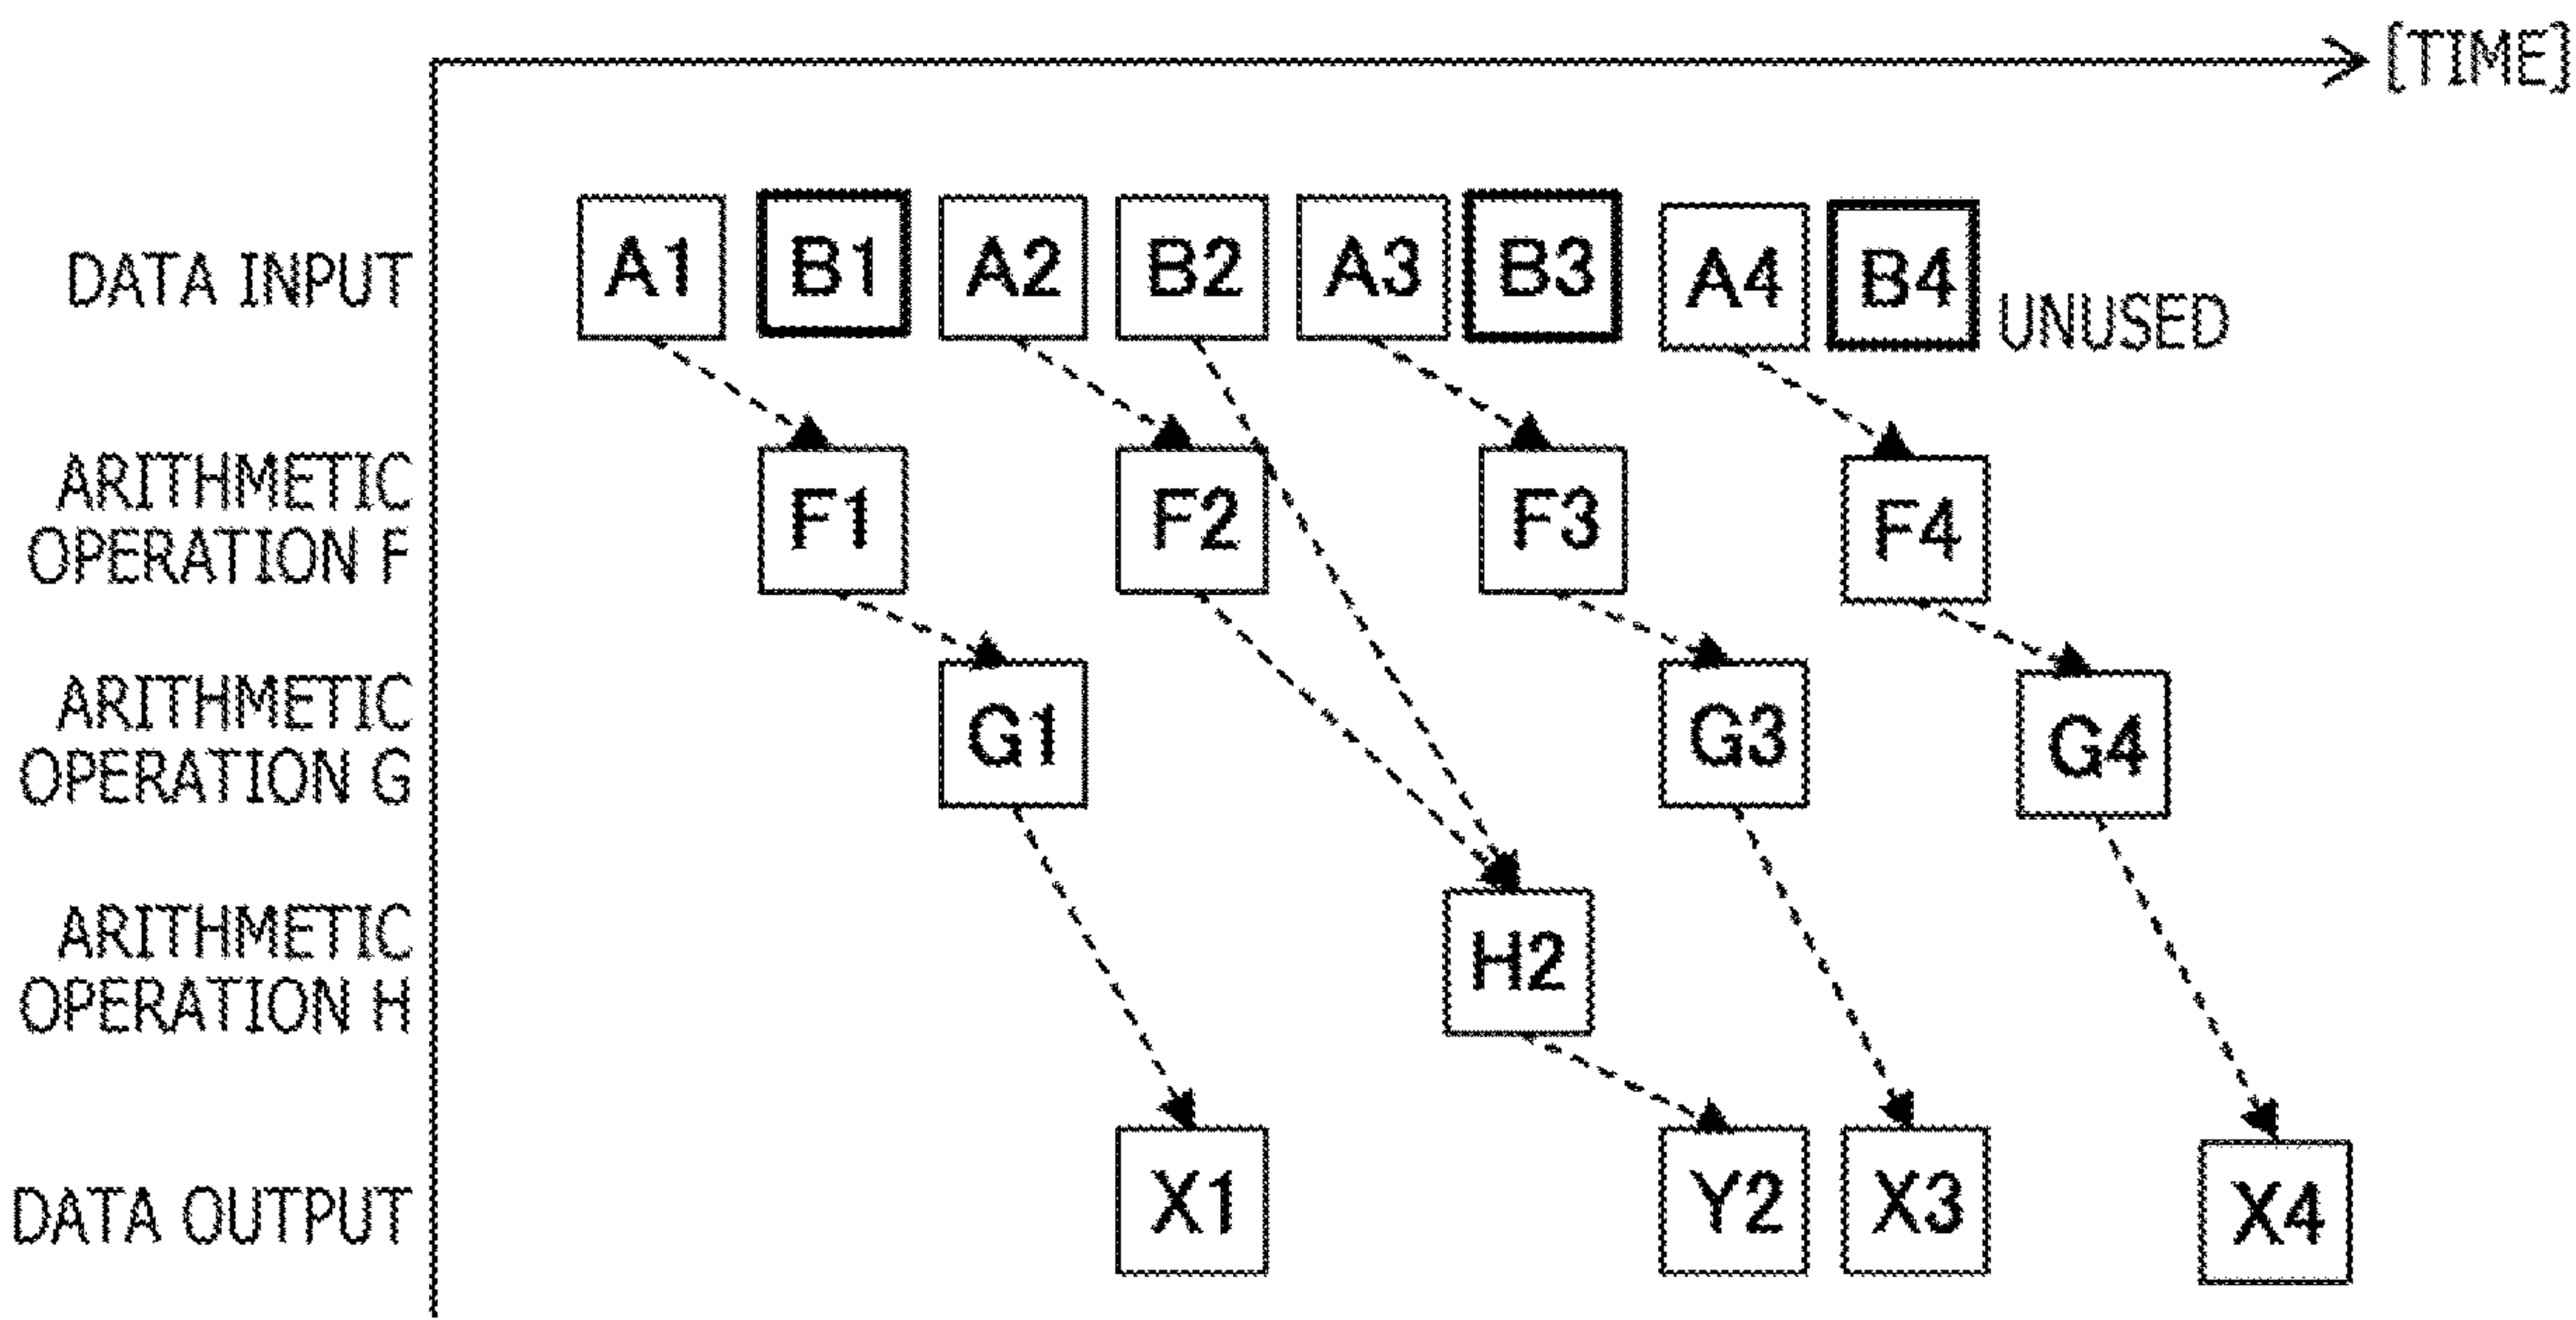 [TIME]
DATA INPUT A1 B1 A2 B2 A3 B3 A4 B4 UNUSED
ARITHMETIC
OPERATION F F1 F2 F3 F4
ARITHMETIC
OPERATION G G1 G3 G4
ARITHMETIC
OPERATION H H2
DATA OUTPUT X1 Y2 X3 X4